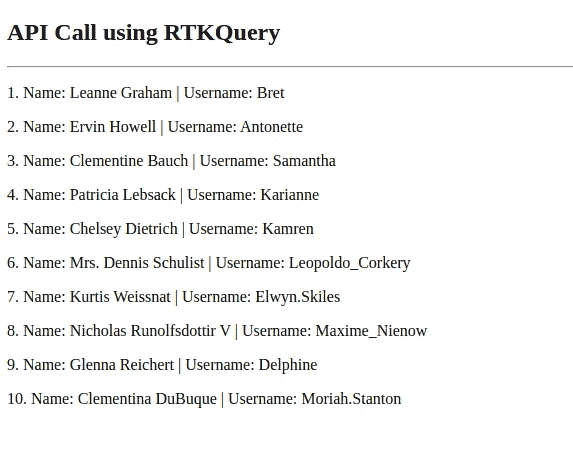 API Call using RTKQuery
1. Name: Leanne Graham | Username: Bret
2. Name: Ervin Howell | Username: Antonette
3. Name: Clementine Bauch | Username: Samantha
4. Name: Patricia Lebsack | Username: Karianne
5. Name: Chelsey Dietrich | Username: Kamren
6. Name: Mrs. Dennis Schulist | Username: Leopoldo_Corkery
7. Name: Kurtis Weissnat | Username: Elwyn.Skiles
8. Name: Nicholas Runolfsdottir V | Username: Maxime_Nienow
9. Name: Glenna Reichert | Username: Delphine
10. Name: Clementina DuBuque | Username: Moriah.Stanton